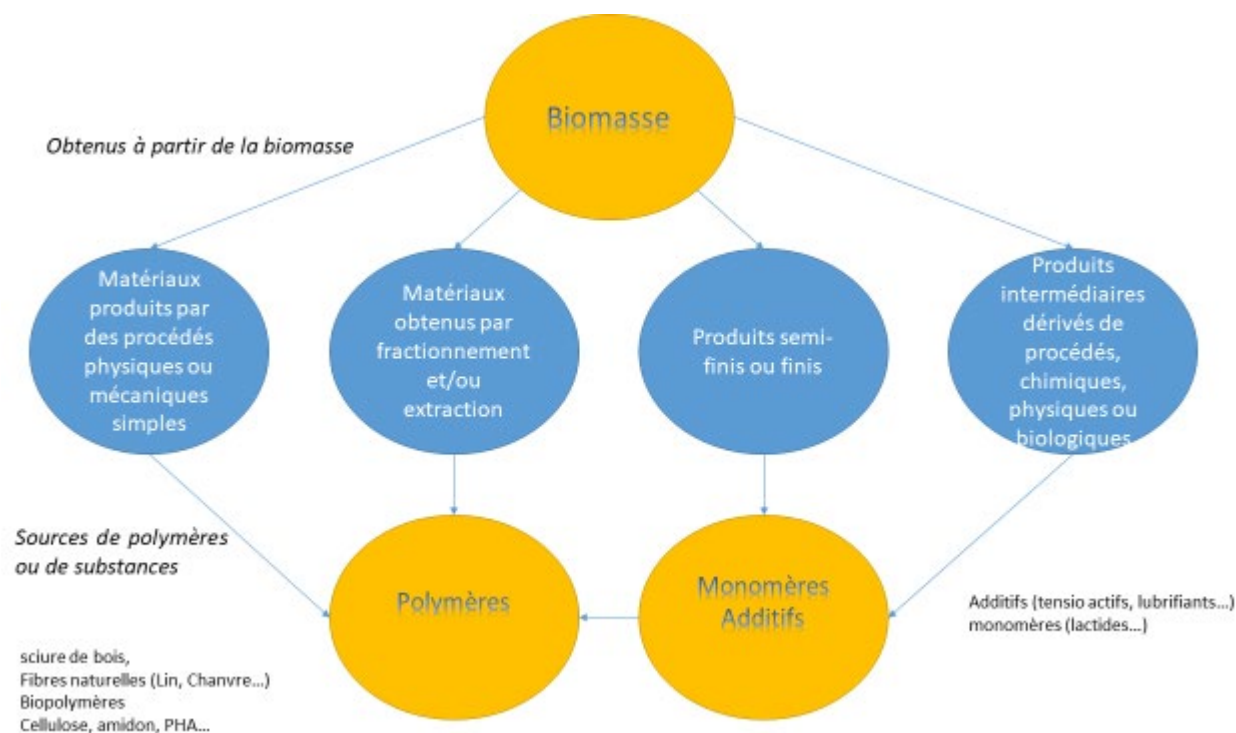 Biomasse
Obtenus à partir de la biomasse
Matériaux
produits par
des procédés
physiques ou
mécaniques
simples
Matériaux
obtenus par
fractionnement
et/ou
extraction
Produits semi-
finis ou finis
Produits
intermédiaires
dérivés de
procédés,
chimiques,
physiques ou
biologiques
Sources de polymères
ou de substances
Polymères
Monomères
Additifs
Additifs (tensio actifs, lubrifiants...)
monomères (lactides...)
sciure de bois,
Fibres naturelles (Lin, Chanvre...)
Biopolymères
Cellulose, amidon, PHA...